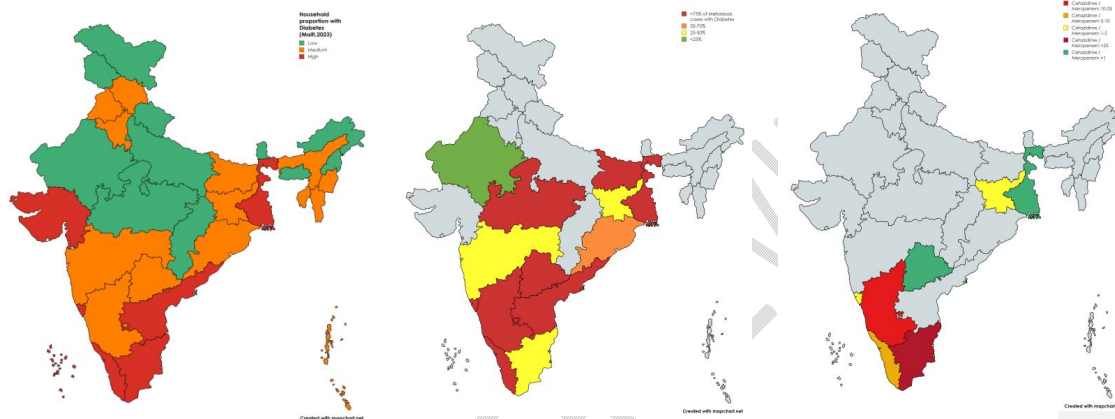 Household
proportion with
Diabetes
(Maiti,2023)
Low
Medium
High
Created with mapchart.net
>75% of Melioidosis
cases with Diabetes
50-75%
25-50%
<25%
Created with mapchart.net
Ceftazidime /
Meropenem 10-25
Ceftazidime /
Meropenem 5-10
Ceftazidime /
Meropenem 1-5
Ceftazidime /
Meropenem >25
Ceftazidime /
Meropenem <1
Created with mapchart.net